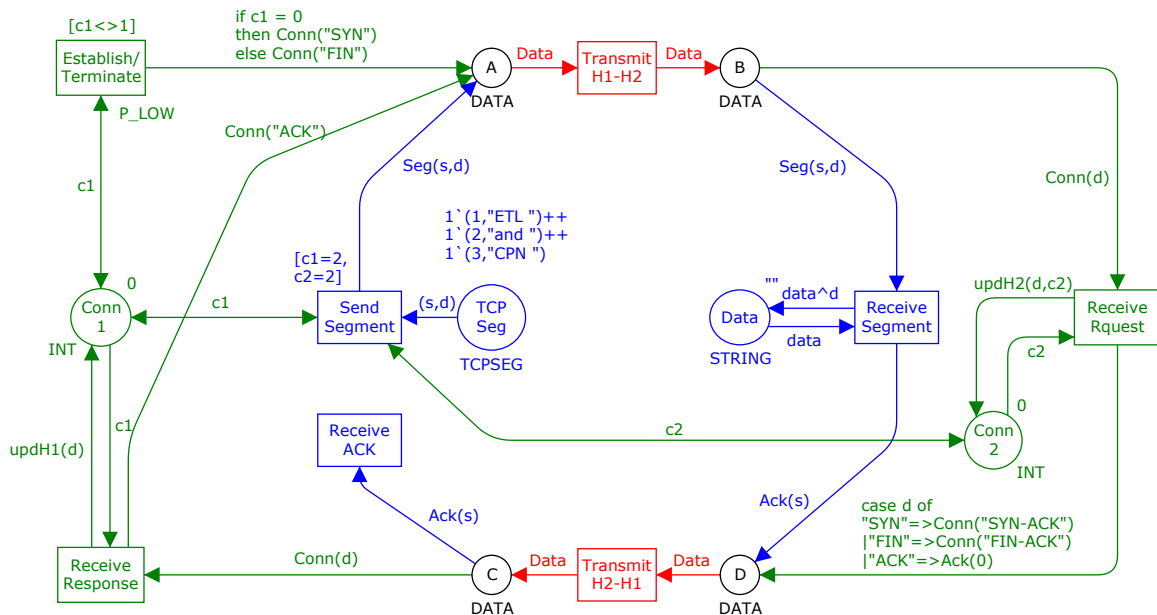 [c1<>1]
if c1 = 0
then Conn("SYN")
else Conn("FIN")
Establish/
Terminate
P_LOW
A
DATA
Data
Transmit
H1-H2
Data
B
DATA
Conn("ACK")
Seg(s,d)
Seg(s,d)
Conn(d)
c1
1`(1,"ETL ")++
1`(2,"and ")++
1`(3,"CPN ")
[c1=2,
c2=2]
0
Conn
1
INT
c1
Send
Segment
(s,d)
TCP
Seg
TCPSEG
""
Data
STRING
data^d
data
Receive
Segment
updH2(d,c2)
Receive
Rquest
c2
0
Conn
2
INT
c2
Receive
ACK
updH1(d)
c1
Ack(s)
Ack(s)
case d of
"SYN"=>Conn("SYN-ACK")
|"FIN"=>Conn("FIN-ACK")
|"ACK"=>Ack(0)
Receive
Response
Conn(d)
C
DATA
Data
Transmit
H2-H1
Data
D
DATA